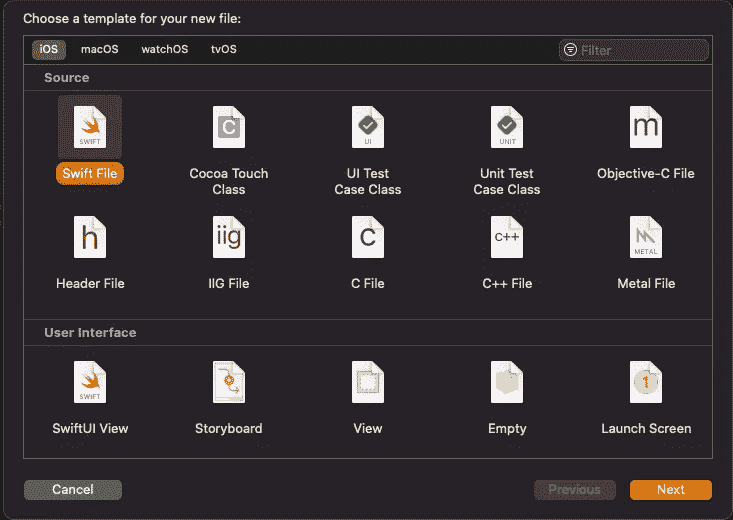 Choose a template for your new file:
iOS macOS watchOS tvOS Filter
Source
SWIFT C UI UNIT m
Swift File Cocoa Touch Class UI Test Case Class Unit Test Case Class Objective-C File
h iig C C++ METAL
Header File IIG File C File C++ File Metal File
User Interface
SWIFT 1
SwiftUI View Storyboard View Empty Launch Screen
Cancel Previous Next